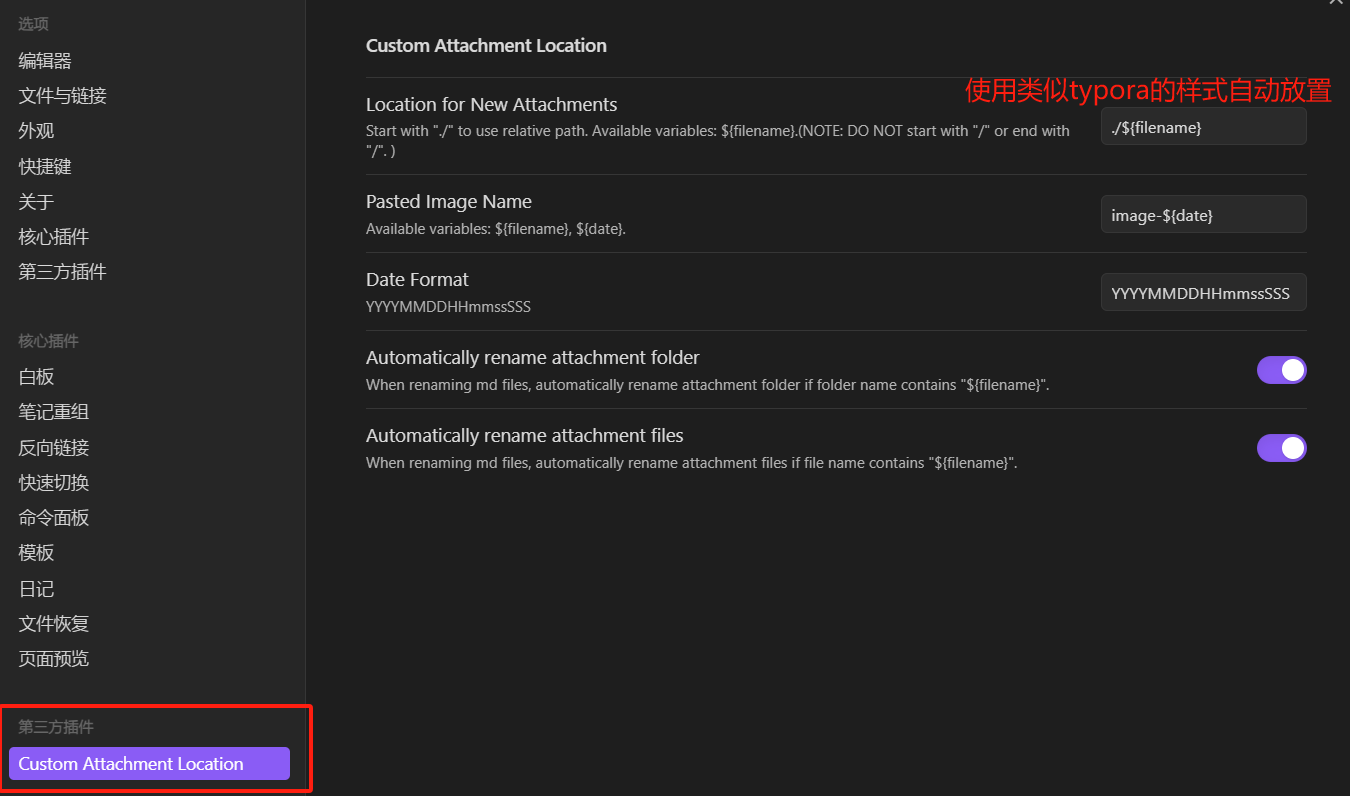 选项
编辑器
文件与链接
外观
快捷键
关于
核心插件
第三方插件
核心插件
白板
笔记重组
反向链接
快速切换
命令面板
模板
日记
文件恢复
页面预览
第三方插件
Custom Attachment Location
Custom Attachment Location
使用类似typora的样式自动放置
Location for New Attachments
Start with "./" to use relative path. Available variables: ${filename}.(NOTE: DO NOT start with "/" or end with
"/". )
./${filename}
Pasted Image Name
Available variables: ${filename}, ${date}.
image-${date}
Date Format
YYYYMMDDHHmmssSSS
YYYYMMDDHHmmssSSS
Automatically rename attachment folder
When renaming md files, automatically rename attachment folder if folder name contains "${filename}".
Automatically rename attachment files
When renaming md files, automatically rename attachment files if file name contains "${filename}".